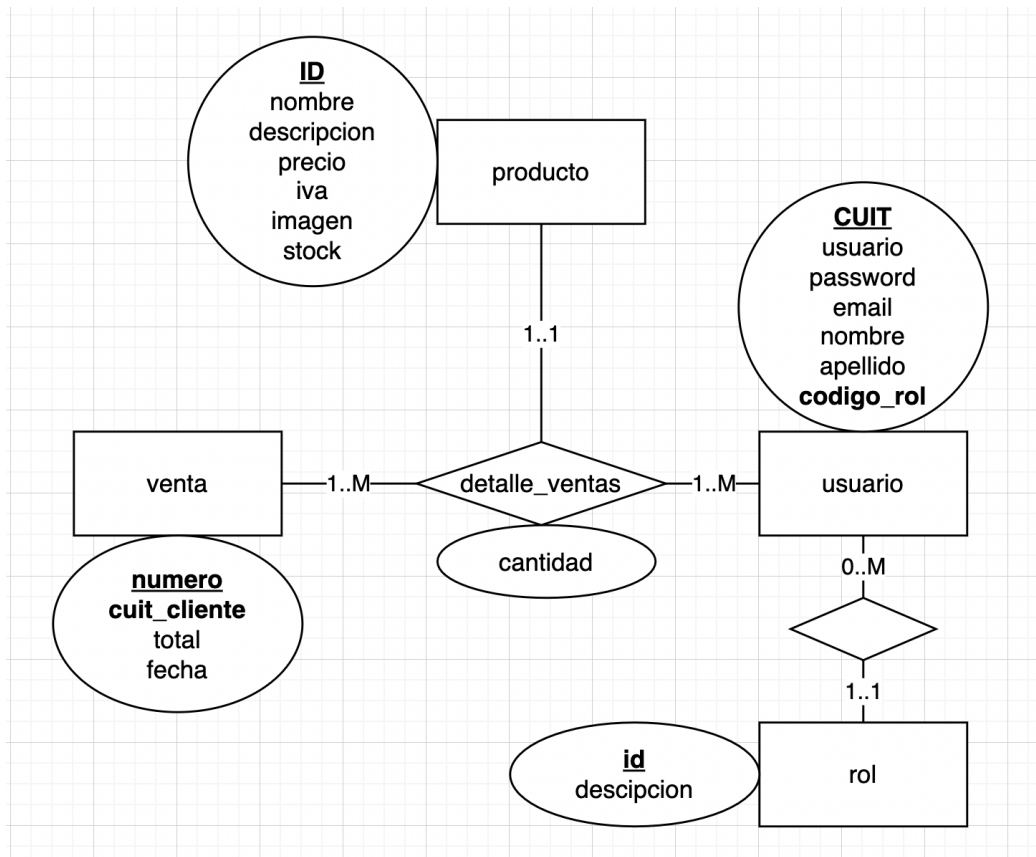 ID
nombre
descripcion
precio
iva
imagen
stock
producto
CUIT
usuario
password
email
nombre
apellido
codigo_rol
1..1
venta
1..M
detalle_ventas
1..M
usuario
cantidad
numero
cuit_cliente
total
fecha
0..M
1..1
id
descipcion
rol